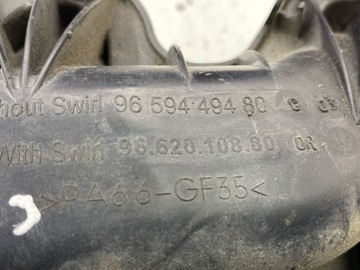 hout Swirl 96 594 494 80
With Swirl 96.620.108.80
>PA66-GF35<